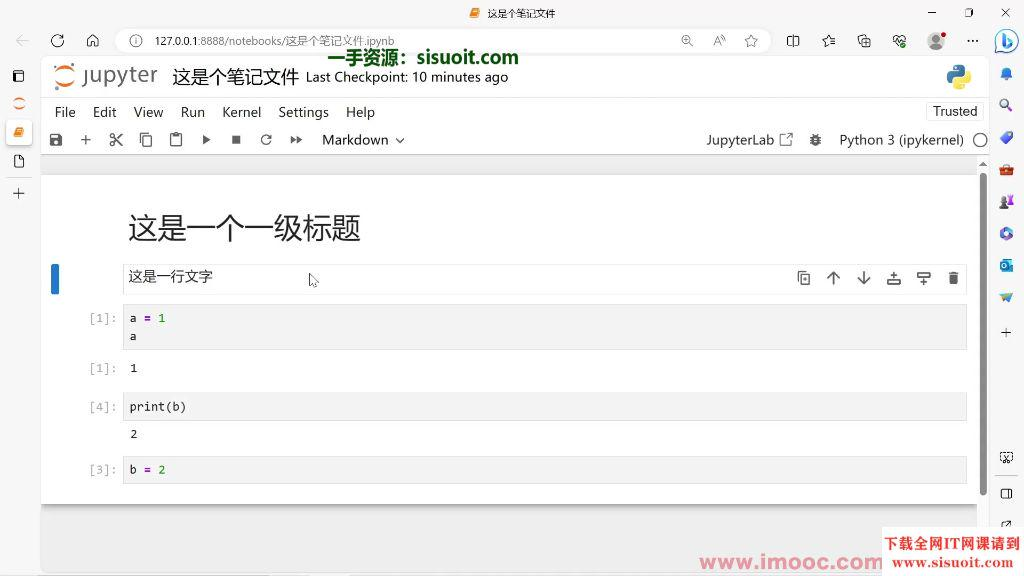 这是个笔记文件
127.0.0.1:8888/notebooks/这是个笔记文件.ipynb
一手资源：sisuoit.com
jupyter 这是个笔记文件 Last Checkpoint: 10 minutes ago
File Edit View Run Kernel Settings Help
Trusted
Markdown
JupyterLab
Python 3 (ipykernel)
这是一个一级标题
这是一行文字
[1]: a = 1
a
[1]: 1
[4]: print(b)
2
[3]: b = 2
下载全网IT网课请到
www.imooc.com
www.sisuoit.com